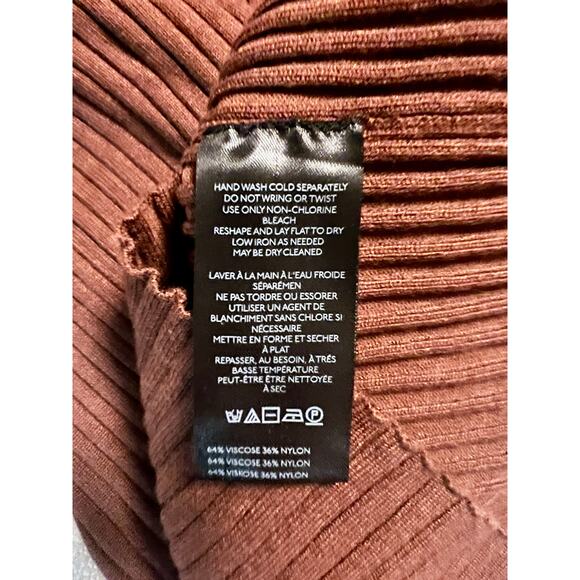 HAND WASH COLD SEPARATELY
DO NOT WRING OR TWIST
USE ONLY NON-CHLORINE
BLEACH
RESHAPE AND LAY FLAT TO DRY
LOW IRON AS NEEDED
MAY BE DRY CLEANED
LAVER À LA MAIN À L'EAU FROIDE
SÉPARÉMEN
NE PAS TORDRE OU ESSORER
UTILISER UN AGENT DE
BLANCHIMENT SANS CHLORE SI
NÉCESSAIRE
METTRE EN FORME ET SECHER
À PLAT
REPASSER, AU BESOIN, À TRÉS
BASSE TEMPÉRATURE
PEUT-ÊTRE ÊTRE NETTOYÉE
À SEC
64% VISCOSE 36% NYLON
64% VISCOSE 36% NYLON
64% VISKOSE 36% NYLON